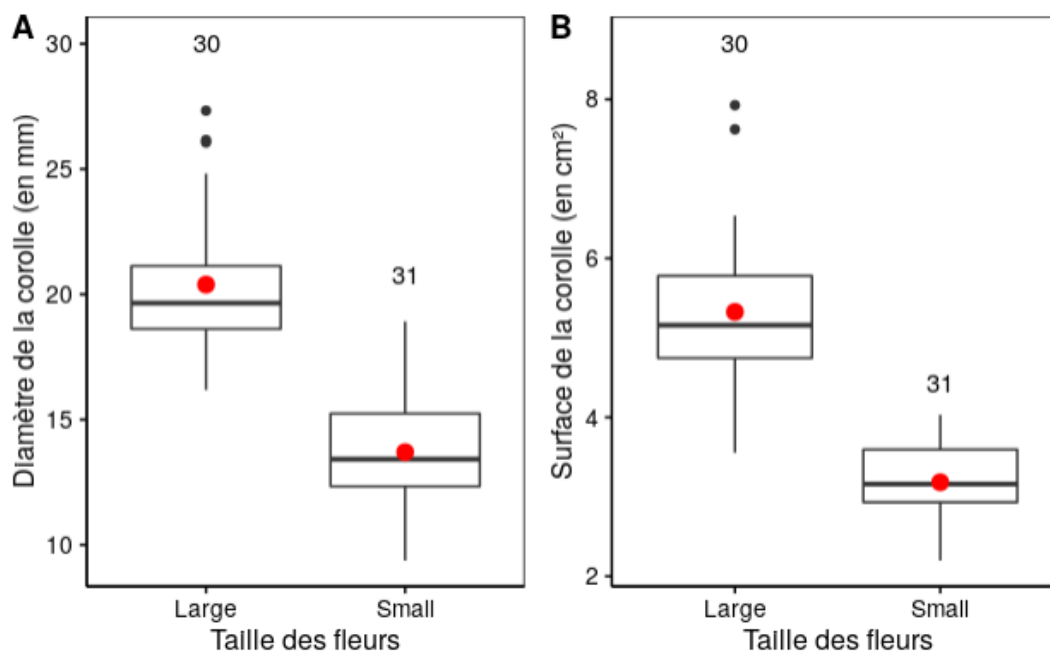 A
Diamètre de la corolle (en mm)
30
25
20
15
10
30
31
Large Small
Taille des fleurs
B
Surface de la corolle (en cm²)
8
6
4
2
30
31
Large Small
Taille des fleurs